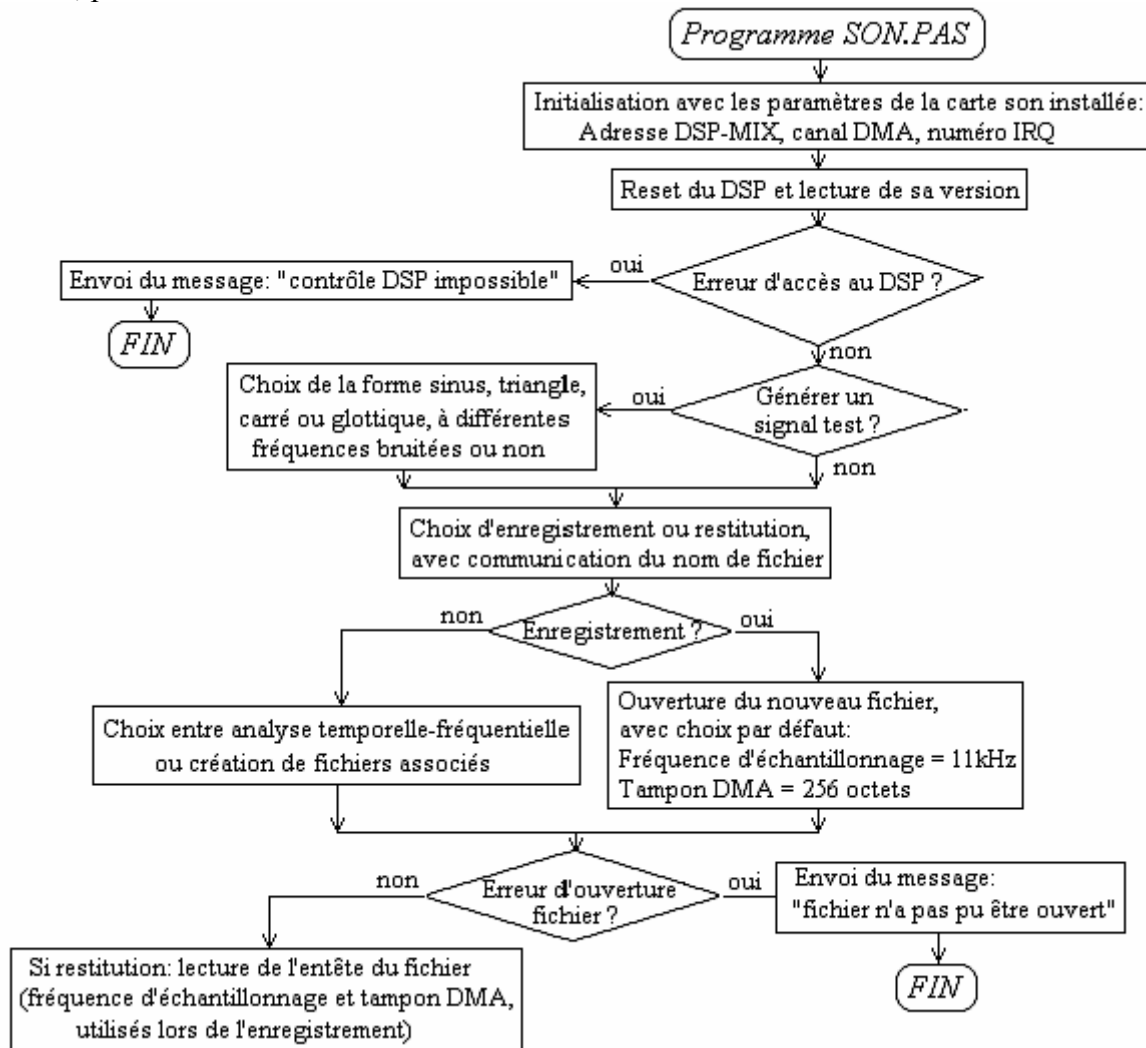 Programme SON.PAS
Initialisation avec les paramètres de la carte son installée:
Adresse DSP-MIX, canal DMA, numéro IRQ
Reset du DSP et lecture de sa version
Erreur d'accès au DSP ?
oui
Envoi du message: "contrôle DSP impossible"
FIN
non
Générer un
signal test ?
oui
Choix de la forme sinus, triangle,
carré ou glottique, à différentes
fréquences bruitées ou non
non
Choix d'enregistrement ou restitution,
avec communication du nom de fichier
Enregistrement ?
non
oui
Choix entre analyse temporelle-fréquentielle
ou création de fichiers associés
Ouverture du nouveau fichier,
avec choix par défaut:
Fréquence d'échantillonnage = 11kHz
Tampon DMA = 256 octets
Erreur d'ouverture
fichier ?
non
oui
Envoi du message:
"fichier n'a pas pu être ouvert"
FIN
Si restitution: lecture de l'entête du fichier
(fréquence d'échantillonnage et tampon DMA,
utilisés lors de l'enregistrement)